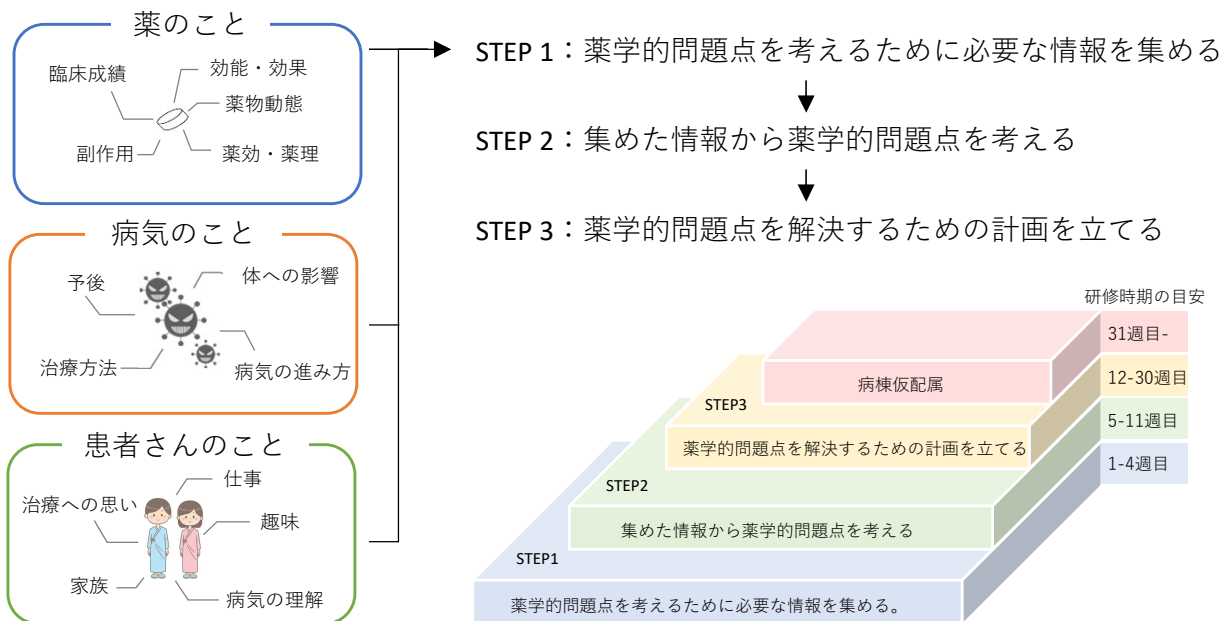 薬のこと
臨床成績
効能・効果
薬物動態
副作用
薬効・薬理
病気のこと
予後
体への影響
治療方法
病気の進み方
患者さんのこと
治療への思い
仕事
趣味
家族
病気の理解
STEP 1：薬学的問題点を考えるために必要な情報を集める
STEP 2：集めた情報から薬学的問題点を考える
STEP 3：薬学的問題点を解決するための計画を立てる
研修時期の目安
31週目-
病棟仮配属
12-30週目
STEP3
薬学的問題点を解決するための計画を立てる
5-11週目
STEP2
集めた情報から薬学的問題点を考える
1-4週目
STEP1
薬学的問題点を考えるために必要な情報を集める。